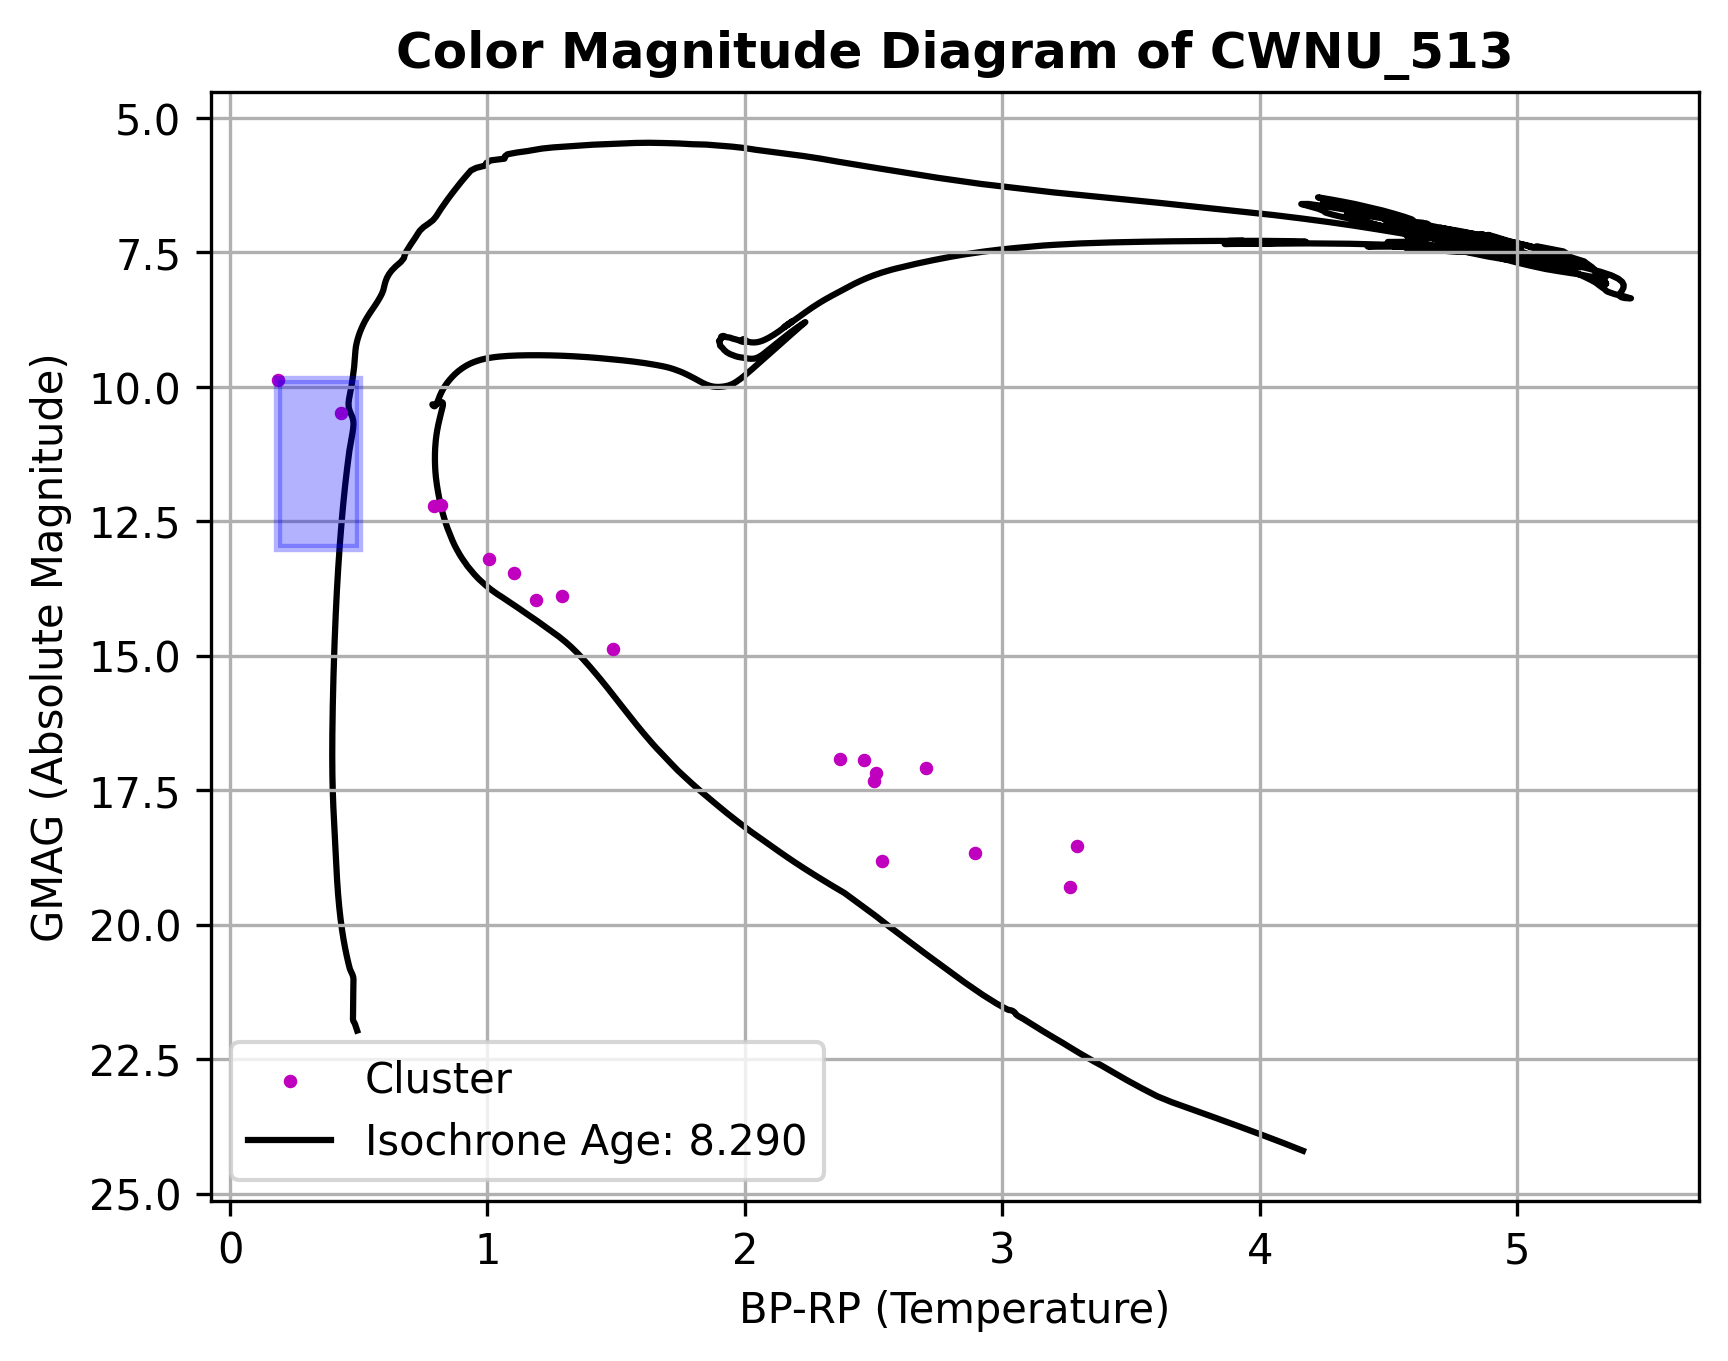 Color Magnitude Diagram of CWNU_513
GMAG (Absolute Magnitude)
5.0
7.5
10.0
12.5
15.0
17.5
20.0
22.5
25.0
Cluster
Isochrone Age: 8.290
0 1 2 3 4 5
BP-RP (Temperature)